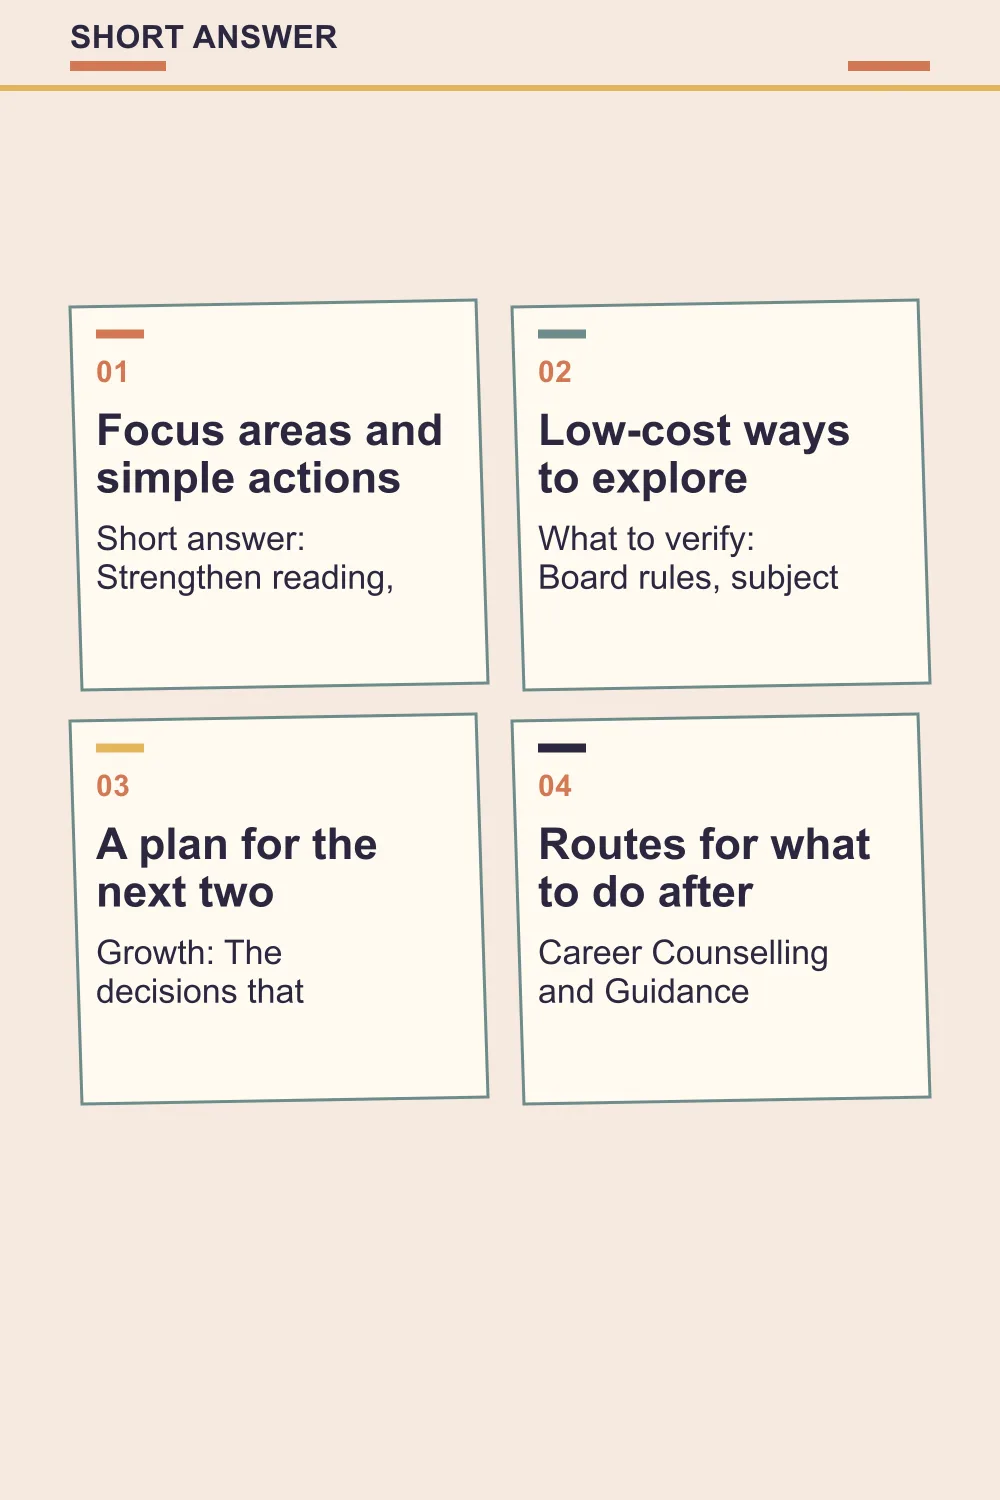 SHORT ANSWER
01
Focus areas and
simple actions
Short answer:
Strengthen reading,
02
Low-cost ways
to explore
What to verify:
Board rules, subject
03
A plan for the
next two
Growth: The
decisions that
04
Routes for what
to do after
Career Counselling
and Guidance